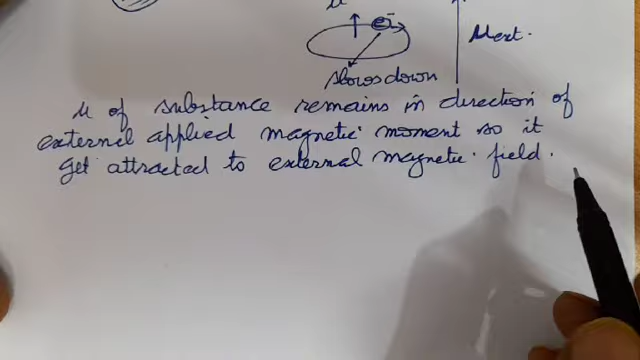 μ
e⁻
Mext.
slows down
μ of substance remains in direction of
external applied magnetic moment so it
get attracted to external magnetic field.